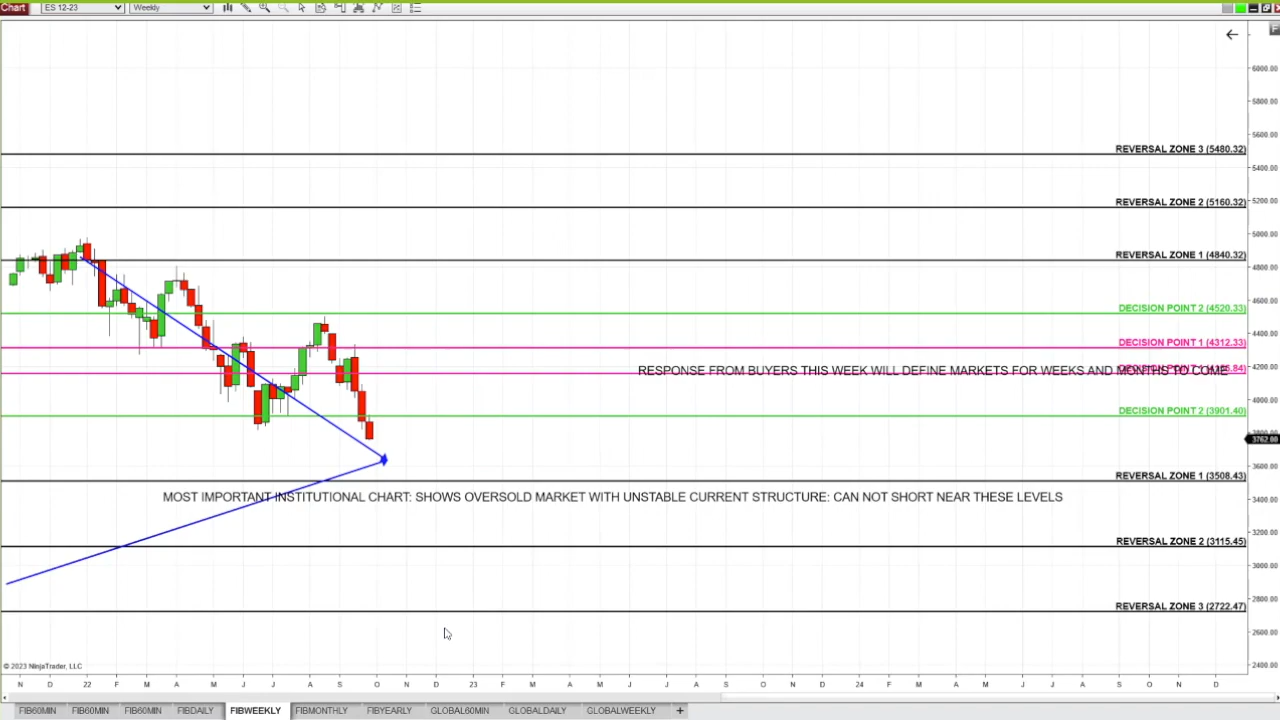 Chart ES 12-23 Weekly
F
6000.00
5800.00
5600.00
REVERSAL ZONE 3 (5480.32)
5400.00
REVERSAL ZONE 2 (5160.32)
5200.00
5000.00
REVERSAL ZONE 1 (4840.32)
4800.00
4600.00
DECISION POINT 2 (4520.33)
4400.00
DECISION POINT 1 (4312.33)
4200.00
RESPONSE FROM BUYERS THIS WEEK WILL DEFINE MARKETS FOR WEEKS AND MONTHS TO COME
4000.00
DECISION POINT 2 (3901.40)
3762.00
3600.00
REVERSAL ZONE 1 (3508.43)
MOST IMPORTANT INSTITUTIONAL CHART: SHOWS OVERSOLD MARKET WITH UNSTABLE CURRENT STRUCTURE: CAN NOT SHORT NEAR THESE LEVELS
3400.00
3200.00
REVERSAL ZONE 2 (3115.45)
3000.00
2800.00
REVERSAL ZONE 3 (2722.47)
2600.00
2400.00
© 2023 NinjaTrader, LLC
N D 22 F M A M J J A S O N D 23 F M A M J J A S O N D 24 F M A M J J A S O N D
FIB60MIN FIB60MIN FIB60MIN FIBDAILY FIBWEEKLY FIBMONTHLY FIBYEARLY GLOBAL60MIN GLOBALDAILY GLOBALWEEKLY +